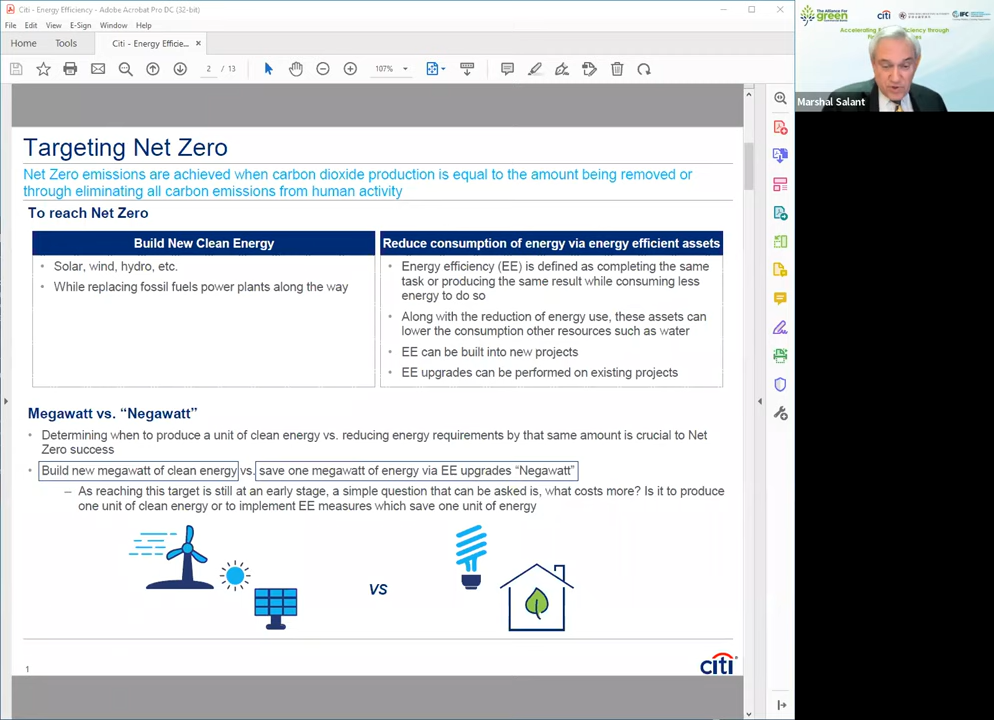 Citi - Energy Efficiency - Adobe Acrobat Pro DC (32-bit)
File Edit View E-Sign Window Help
Home Tools Citi - Energy Efficie... ×
2 / 13 107%
Targeting Net Zero
Net Zero emissions are achieved when carbon dioxide production is equal to the amount being removed or
through eliminating all carbon emissions from human activity
To reach Net Zero
Build New Clean Energy
• Solar, wind, hydro, etc.
• While replacing fossil fuels power plants along the way
Reduce consumption of energy via energy efficient assets
• Energy efficiency (EE) is defined as completing the same
task or producing the same result while consuming less
energy to do so
• Along with the reduction of energy use, these assets can
lower the consumption other resources such as water
• EE can be built into new projects
• EE upgrades can be performed on existing projects
Megawatt vs. “Negawatt”
• Determining when to produce a unit of clean energy vs. reducing energy requirements by that same amount is crucial to Net
Zero success
• Build new megawatt of clean energy vs. save one megawatt of energy via EE upgrades “Negawatt”
– As reaching this target is still at an early stage, a simple question that can be asked is, what costs more? Is it to produce
one unit of clean energy or to implement EE measures which save one unit of energy
VS
1
citi
The Alliance For
green
citi
IFC
Accelerating
through
Marshal Salant